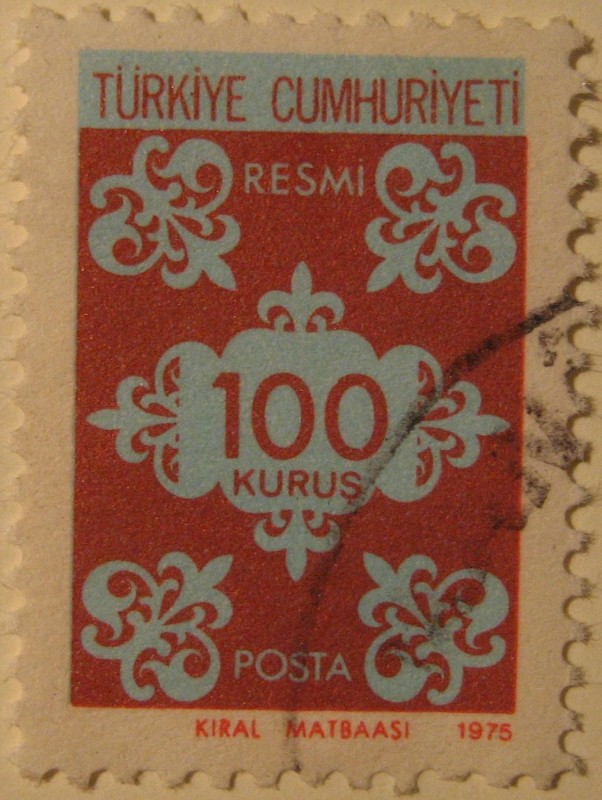 TÜRKİYE CUMHURİYETİ
RESMİ
100
KURUŞ
POSTA
KIRAL MATBAASI 1975